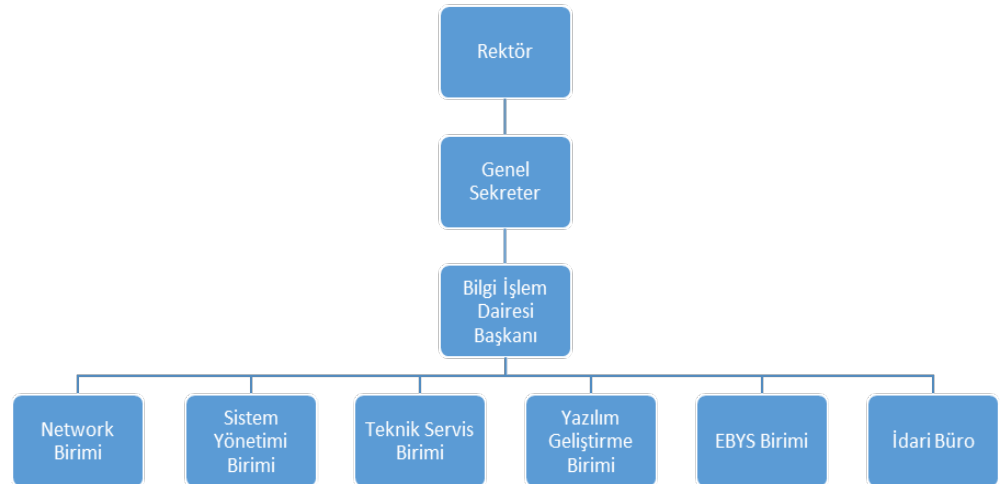 Rektör
Genel
Sekreter
Bilgi İşlem
Dairesi
Başkanı
Network
Birimi
Sistem
Yönetimi
Birimi
Teknik Servis
Birimi
Yazılım
Geliştirme
Birimi
EBYS Birimi
İdari Büro